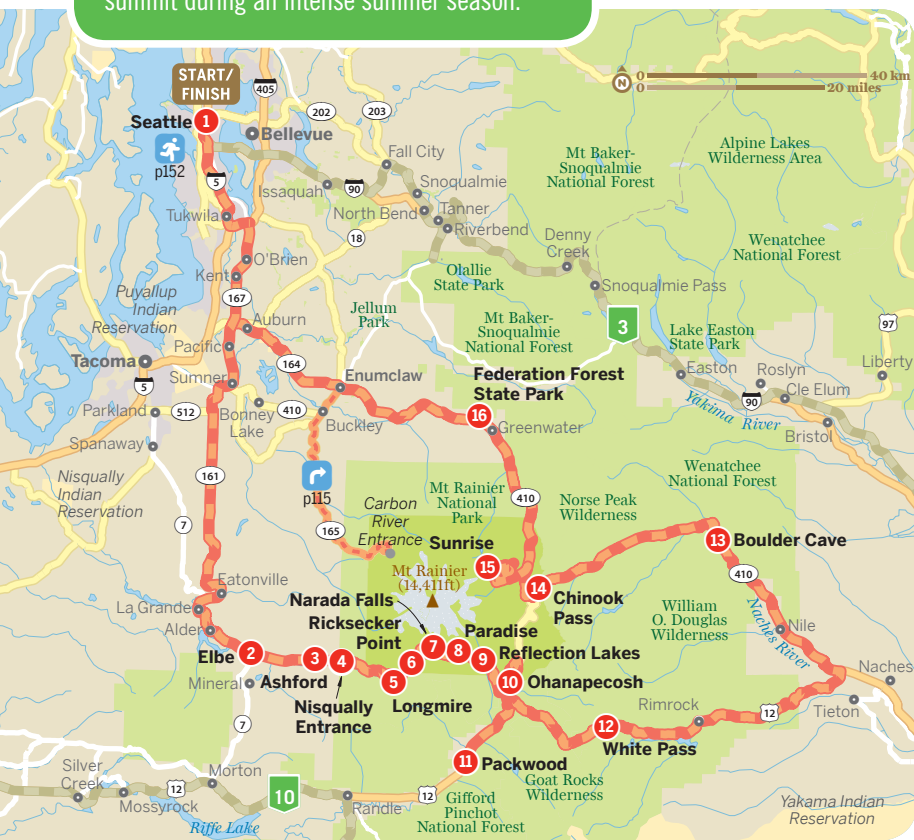 summit during an intense summer season.
START/
FINISH
405
0
40 km
N
0
20 miles
202
203
Seattle
1
Bellevue
p152
Fall City
Mt Baker-
Snoqualmie
National Forest
Alpine Lakes
Wilderness Area
5
Issaquah
90
Snoqualmie
Tukwila
North Bend
Tanner
Riverbend
18
Denny
Creek
Wenatchee
National Forest
O'Brien
Kent
Olallie
State Park
Snoqualmie Pass
167
Puyallup
Indian
Reservation
Jellum
Park
Mt Baker-
Snoqualmie
National Forest
3
97
Auburn
Lake Easton
State Park
Pacific
164
Tacoma
5
Sumner
Enumclaw
Federation Forest
State Park
Easton
Roslyn
Liberty
Cle Elum
90
Parkland
512
Bonney
Lake
410
Buckley
16
Greenwater
Yakima River
Bristol
Spanaway
161
Nisqually
Indian
Reservation
p115
Mt Rainier
National
Park
410
Norse Peak
Wilderness
Wenatchee
National Forest
7
165
Carbon
River
Entrance
Sunrise
13
Boulder Cave
15
Mt Rainier
(14,411ft)
410
Eatonville
14
Chinook
Pass
La Grande
Narada Falls
Ricksecker
Point
Paradise
William
O. Douglas
Wilderness
Naches River
Nile
Alder
Elbe
2
3
4
5
6
7
8
9
Reflection Lakes
Naches
Mineral
Ashford
10
Ohanapecosh
Nisqually
Entrance
Longmire
Rimrock
12
Tieton
7
12
White Pass
11
Packwood
Silver
Creek
Morton
12
Mossyrock
10
Randle
12
Goat Rocks
Wilderness
Gifford
Pinchot
National Forest
Riffe Lake
Yakama Indian
Reservation